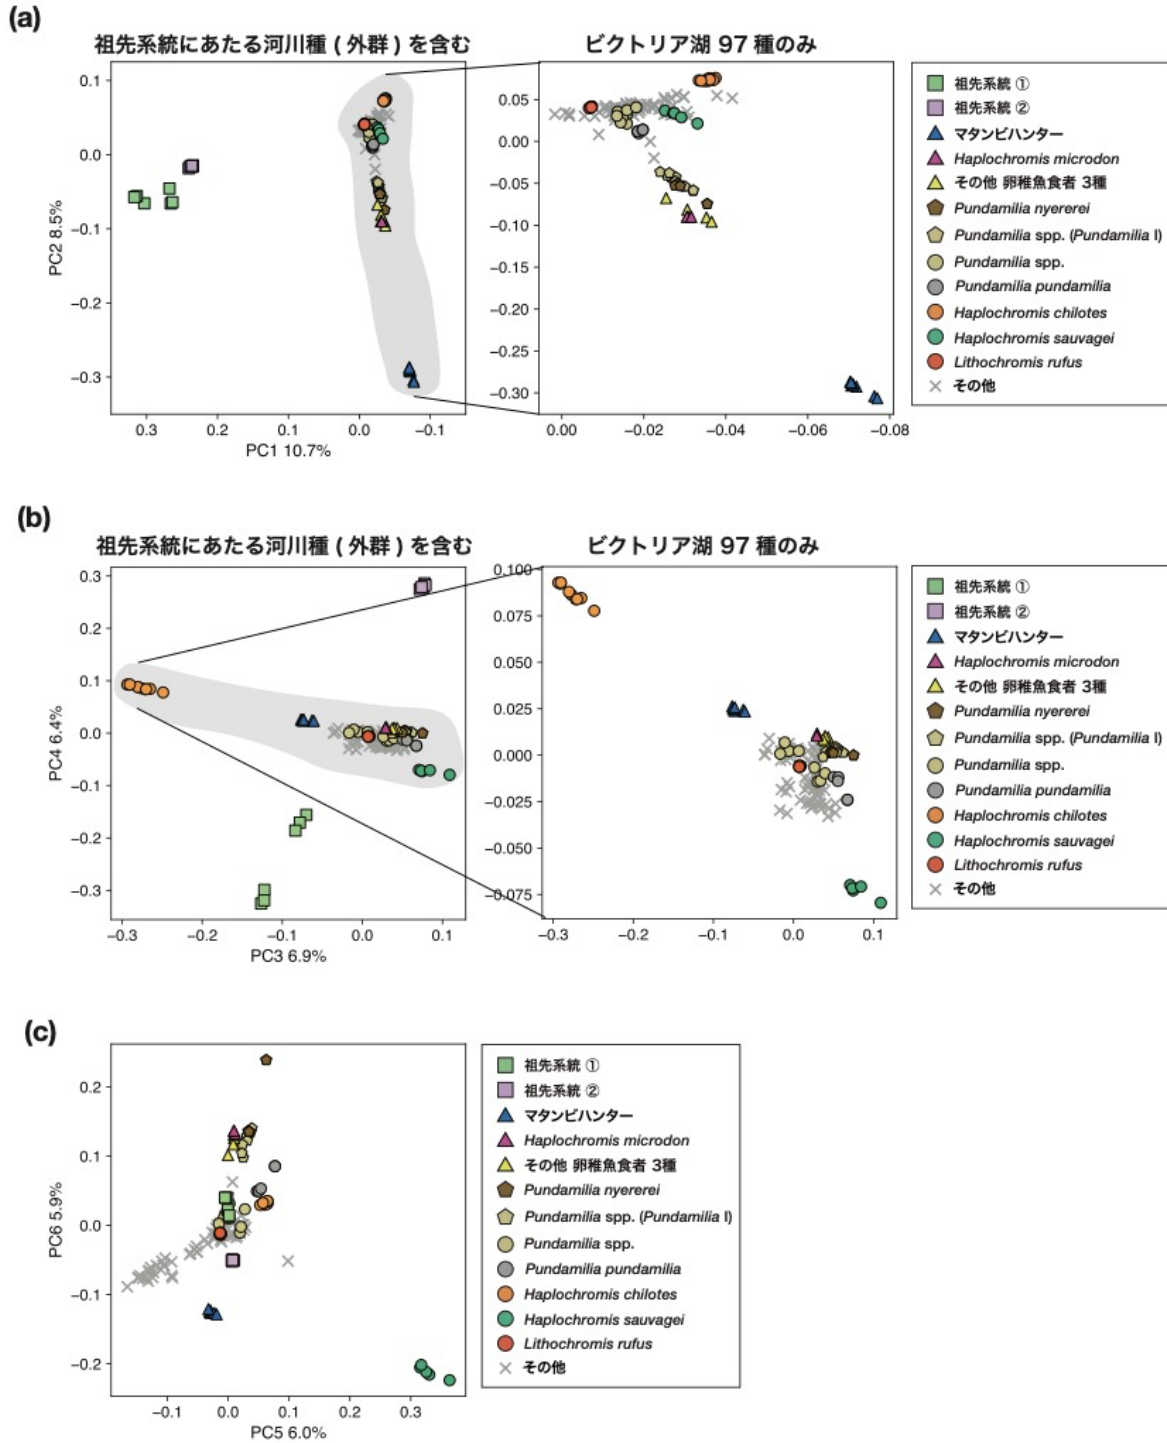 (a)
祖先系統にあたる河川種 ( 外群 ) を含む
ビクトリア湖 97 種のみ
0.1
0.0
−0.1
−0.2
−0.3
PC2 8.5%
0.3
0.2
0.1
0.0
−0.1
PC1 10.7%
0.05
0.00
−0.05
−0.10
−0.15
−0.20
−0.25
−0.30
0.00
−0.02
−0.04
−0.06
−0.08
祖先系統 ①
祖先系統 ②
マタンビハンター
Haplochromis microdon
その他 卵稚魚食者 3種
Pundamilia nyererei
Pundamilia spp. (Pundamilia I)
Pundamilia spp.
Pundamilia pundamilia
Haplochromis chilotes
Haplochromis sauvagei
Lithochromis rufus
その他
(b)
祖先系統にあたる河川種 ( 外群 ) を含む
ビクトリア湖 97 種のみ
0.3
0.2
0.1
0.0
−0.1
−0.2
−0.3
PC4 6.4%
−0.3
−0.2
−0.1
0.0
0.1
PC3 6.9%
0.100
0.075
0.050
0.025
0.000
−0.025
−0.050
−0.075
−0.3
−0.2
−0.1
0.0
0.1
祖先系統 ①
祖先系統 ②
マタンビハンター
Haplochromis microdon
その他 卵稚魚食者 3種
Pundamilia nyererei
Pundamilia spp. (Pundamilia I)
Pundamilia spp.
Pundamilia pundamilia
Haplochromis chilotes
Haplochromis sauvagei
Lithochromis rufus
その他
(c)
0.2
0.1
0.0
−0.1
−0.2
PC6 5.9%
−0.1
0.0
0.1
0.2
0.3
PC5 6.0%
祖先系統 ①
祖先系統 ②
マタンビハンター
Haplochromis microdon
その他 卵稚魚食者 3種
Pundamilia nyererei
Pundamilia spp. (Pundamilia I)
Pundamilia spp.
Pundamilia pundamilia
Haplochromis chilotes
Haplochromis sauvagei
Lithochromis rufus
その他